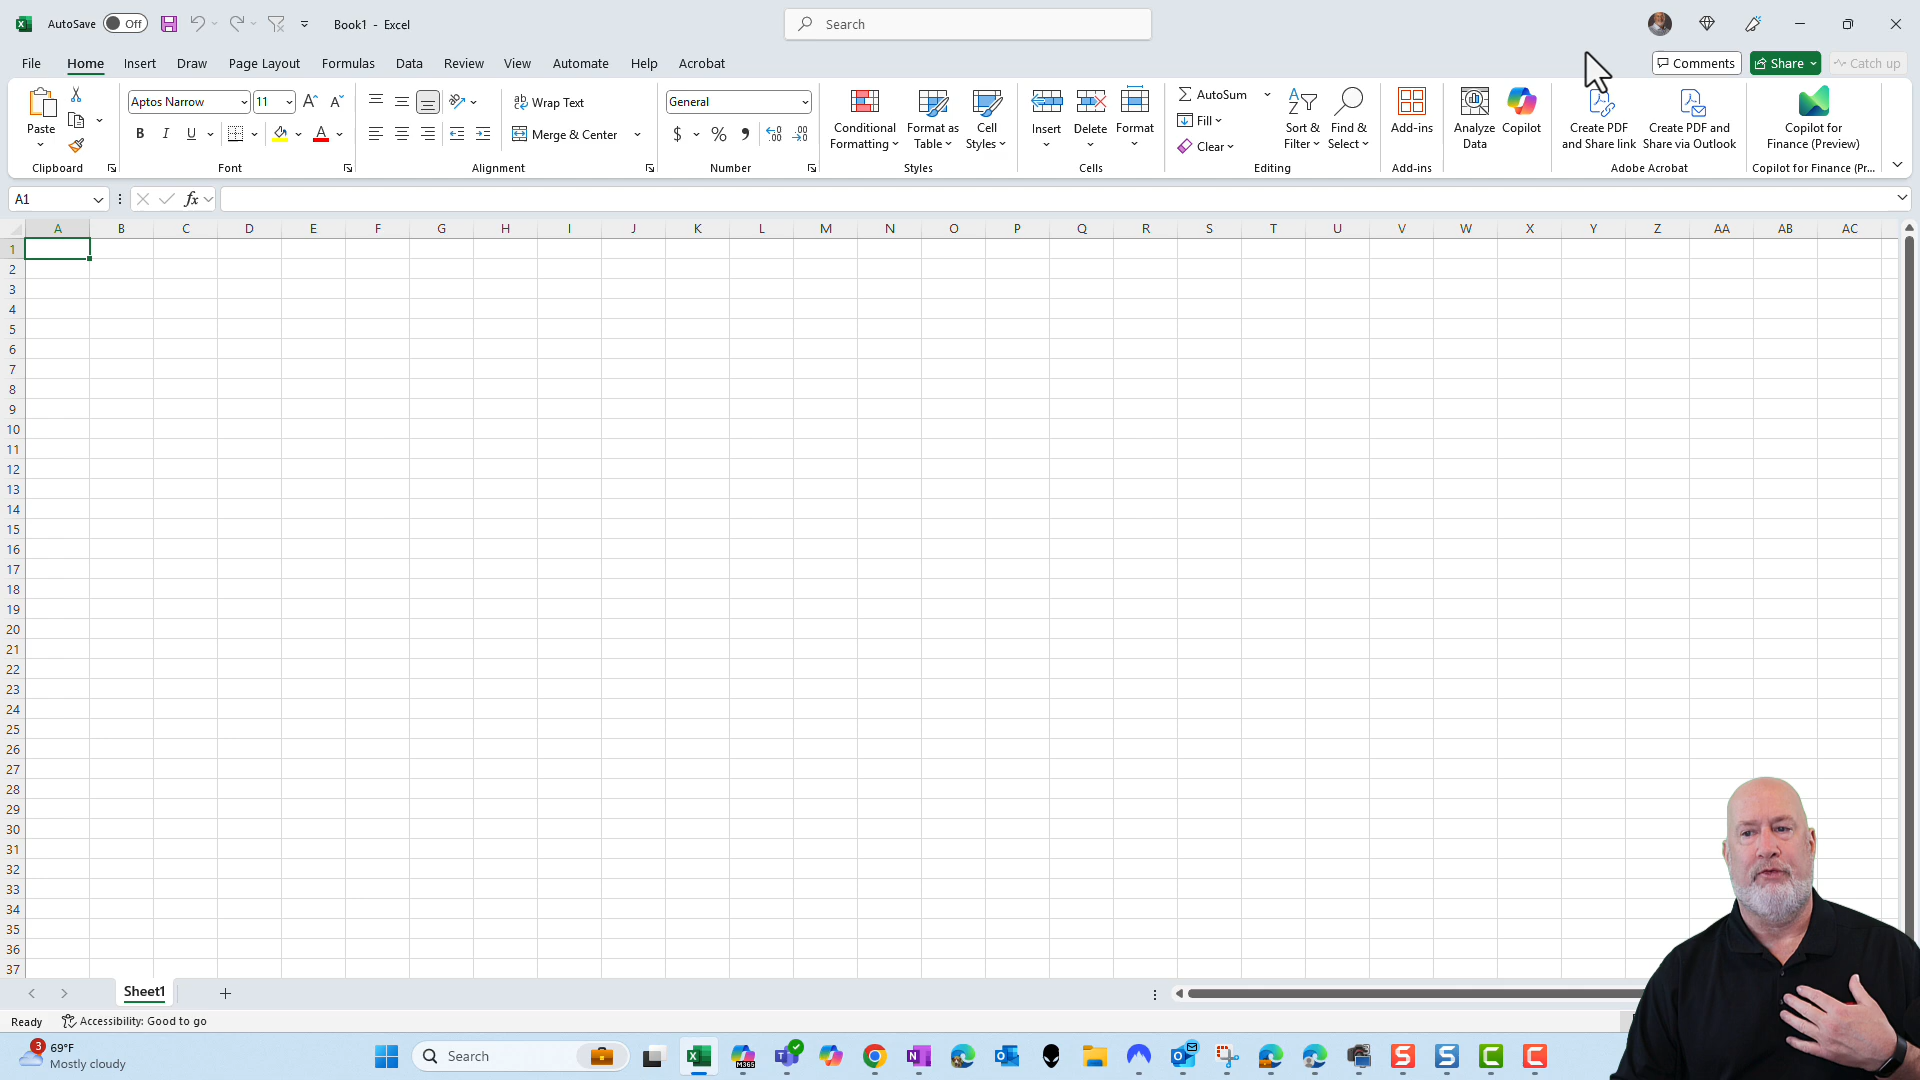 AutoSave Off Book1 - Excel Search
File Home Insert Draw Page Layout Formulas Data Review View Automate Help Acrobat Comments Share Catch up
Paste
Clipboard
Aptos Narrow 11
B I U A
Font
ab Wrap Text
Merge & Center
Alignment
General
$ % 9 .00 .00
Number
Conditional Formatting
Format as Table
Cell Styles
Styles
Insert
Delete
Format
Cells
AutoSum
Fill
Clear
Sort & Filter
Find & Select
Editing
Add-ins
Add-ins
Analyze Data
Copilot
Create PDF and Share link
Create PDF and Share via Outlook
Adobe Acrobat
Copilot for Finance (Preview)
Copilot for Finance (Pr...
A1 fx
A B C D E F G H I J K L M N O P Q R S T U V W X Y Z AA AB AC
1
2
3
4
5
6
7
8
9
10
11
12
13
14
15
16
17
18
19
20
21
22
23
24
25
26
27
28
29
30
31
32
33
34
35
36
37
Sheet1
Ready Accessibility: Good to go
3 69°F
Mostly cloudy
Search
M365